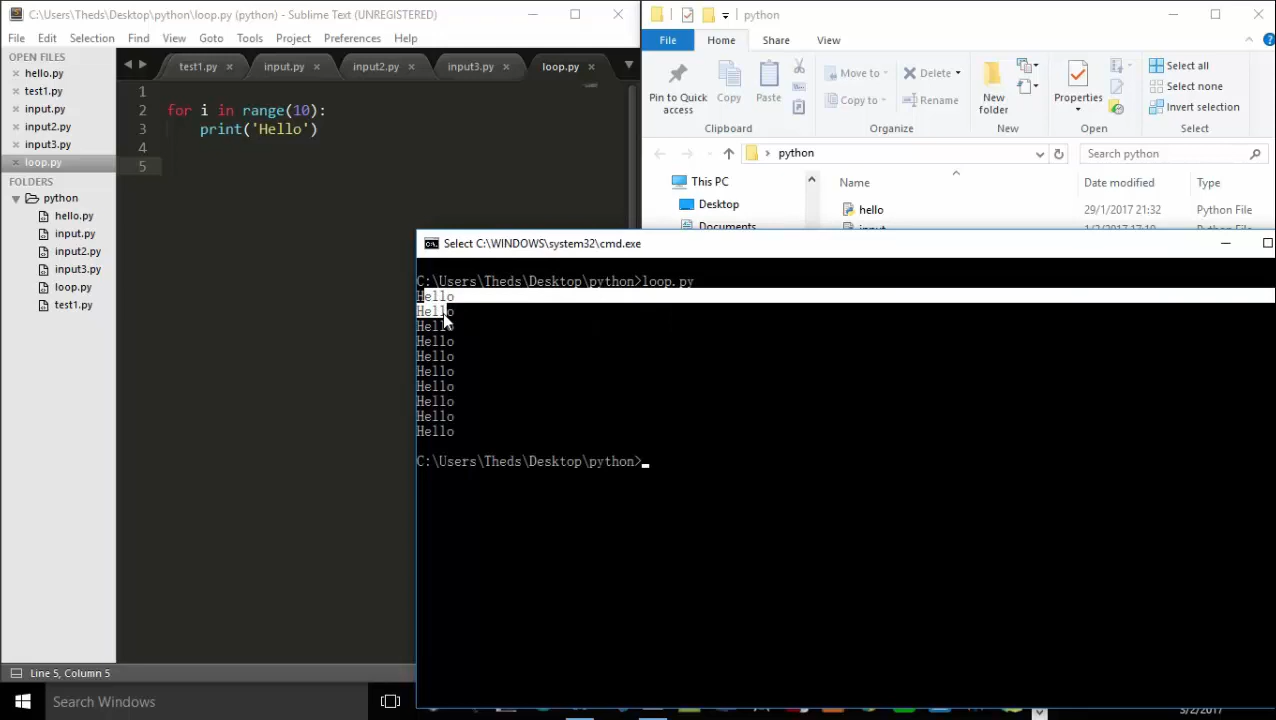 C:\Users\Theds\Desktop\python\loop.py (python) - Sublime Text (UNREGISTERED)
File Edit Selection Find View Goto Tools Project Preferences Help
OPEN FILES
hello.py
test1.py
input.py
input2.py
input3.py
loop.py
FOLDERS
python
hello.py
input.py
input2.py
input3.py
loop.py
test1.py
test1.py input.py input2.py input3.py loop.py
1
2 for i in range(10):
3 print('Hello')
4
5
Line 5, Column 5
Search Windows
python
File Home Share View
Pin to Quick access
Copy
Paste
Clipboard
Move to
Copy to
Delete
Rename
Organize
New folder
New
Properties
Open
Select all
Select none
Invert selection
Select
python
Search python
This PC
Desktop
Documents
Name Date modified Type
hello 29/1/2017 21:32 Python File
Select C:\WINDOWS\system32\cmd.exe
C:\Users\Theds\Desktop\python>loop.py
Hello
Hello
Hello
Hello
Hello
Hello
Hello
Hello
Hello
Hello
C:\Users\Theds\Desktop\python>